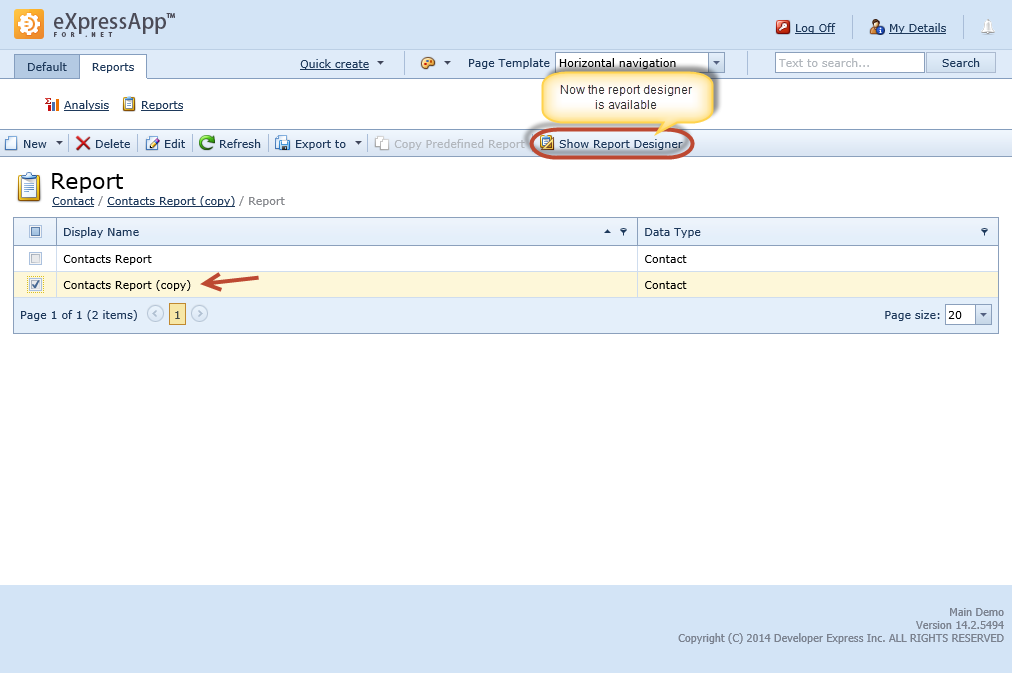 eXpressApp™
FOR .NET
Log Off
My Details
Default
Reports
Quick create
Page Template
Horizontal navigation
Text to search...
Search
Now the report designer
is available
Analysis
Reports
New
Delete
Edit
Refresh
Export to
Copy Predefined Report
Show Report Designer
Report
Contact / Contacts Report (copy) / Report
Display Name
Data Type
Contacts Report
Contact
Contacts Report (copy)
Contact
Page 1 of 1 (2 items)
1
Page size: 20
Main Demo
Version 14.2.5494
Copyright (C) 2014 Developer Express Inc. ALL RIGHTS RESERVED